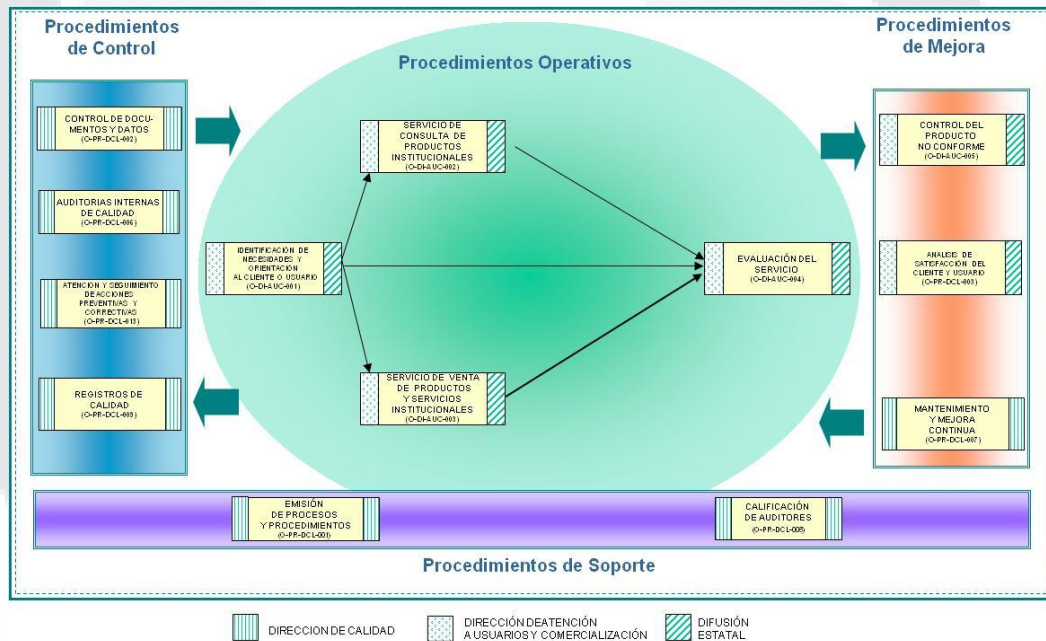 Procedimientos
de Control
CONTROL DE DOCU-
MENTOS Y DATOS
(O-PR-DCL-002)
AUDITORIAS INTERNAS
DE CALIDAD
(O-PR-DCL-006)
ATENCION Y SEGUIMIENTO
DE ACCIONES
PREVENTIVAS Y
CORRECTIVAS
(O-PR-DCL-013)
REGISTROS DE
CALIDAD
(O-PR-DCL-009)
Procedimientos Operativos
SERVICIO DE
CONSULTA DE
PRODUCTOS
INSTITUCIONALES
(O-DI-AUC-002)
IDENTIFICACIÓN DE
NECESIDADES Y
ORIENTACIÓN
AL CLIENTE O USUARIO
(O-DI-AUC-001)
EVALUACIÓN DEL
SERVICIO
(O-DI-AUC-004)
SERVICIO DE VENTA
DE PRODUCTOS
Y SERVICIOS
INSTITUCIONALES
(O-DI-AUC-003)
Procedimientos
de Mejora
CONTROL DEL
PRODUCTO
NO CONFORME
(O-DI-AUC-005)
ANALISIS DE
SATISFACCIÓN DEL
CLIENTE Y USUARIO
(O-PR-DCL-003)
MANTENIMIENTO
Y MEJORA
CONTINUA
(O-PR-DCL-007)
EMISIÓN
DE PROCESOS
Y PROCEDIMIENTOS
(O-PR-DCL-001)
CALIFICACIÓN
DE AUDITORES
(O-PR-DCL-008)
Procedimientos de Soporte
DIRECCION DE CALIDAD
DIRECCIÓN DEATENCIÓN
A USUARIOS Y COMERCIALIZACIÓN
DIFUSIÓN
ESTATAL